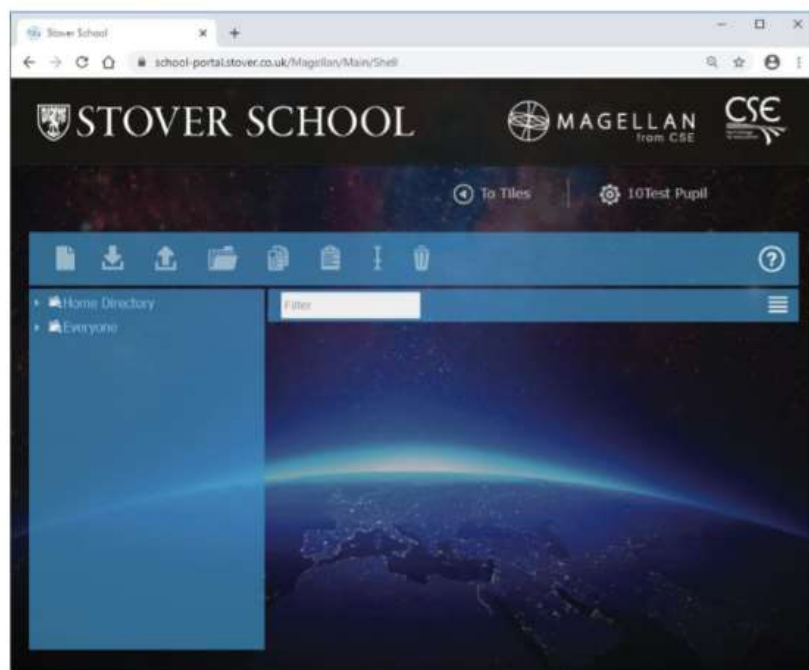 Stover School
school-portal.stover.co.uk/Magellan/Main/Shell
STOVER SCHOOL
MAGELLAN
from CSE
CSE
To Tiles
10Test Pupil
Home Directory
Everyone
Filter